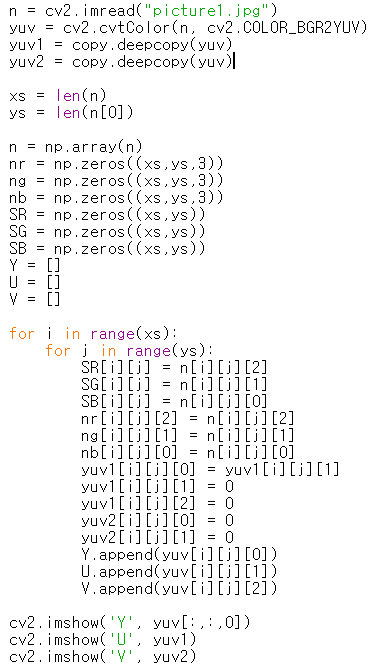 n = cv2.imread("picture1.jpg")
yuv = cv2.cvtColor(n, cv2.COLOR_BGR2YUV)
yuv1 = copy.deepcopy(yuv)
yuv2 = copy.deepcopy(yuv)
xs = len(n)
ys = len(n[0])
n = np.array(n)
nr = np.zeros((xs,ys,3))
ng = np.zeros((xs,ys,3))
nb = np.zeros((xs,ys,3))
SR = np.zeros((xs,ys))
SG = np.zeros((xs,ys))
SB = np.zeros((xs,ys))
Y = []
U = []
V = []
for i in range(xs):
    for j in range(ys):
        SR[i][j] = n[i][j][2]
        SG[i][j] = n[i][j][1]
        SB[i][j] = n[i][j][0]
        nr[i][j][2] = n[i][j][2]
        ng[i][j][1] = n[i][j][1]
        nb[i][j][0] = n[i][j][0]
        yuv1[i][j][0] = yuv1[i][j][1]
        yuv1[i][j][1] = 0
        yuv1[i][j][2] = 0
        yuv2[i][j][0] = 0
        yuv2[i][j][1] = 0
        Y.append(yuv[i][j][0])
        U.append(yuv[i][j][1])
        V.append(yuv[i][j][2])
cv2.imshow('Y', yuv[:,:,0])
cv2.imshow('U', yuv1)
cv2.imshow('V', yuv2)